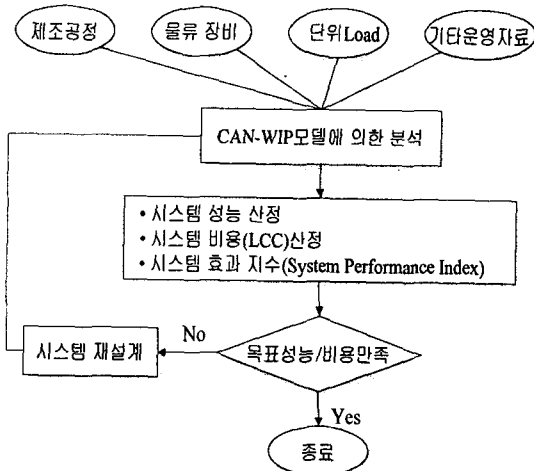 제조공정
물류 장비
단위Load
기타운영자료
CAN-WIP모델에 의한 분석
• 시스템 성능 산정
• 시스템 비용(LCC)산정
• 시스템 효과 지수(System Performance Index)
No
시스템 재설계
목표성능/비용만족
Yes
종료